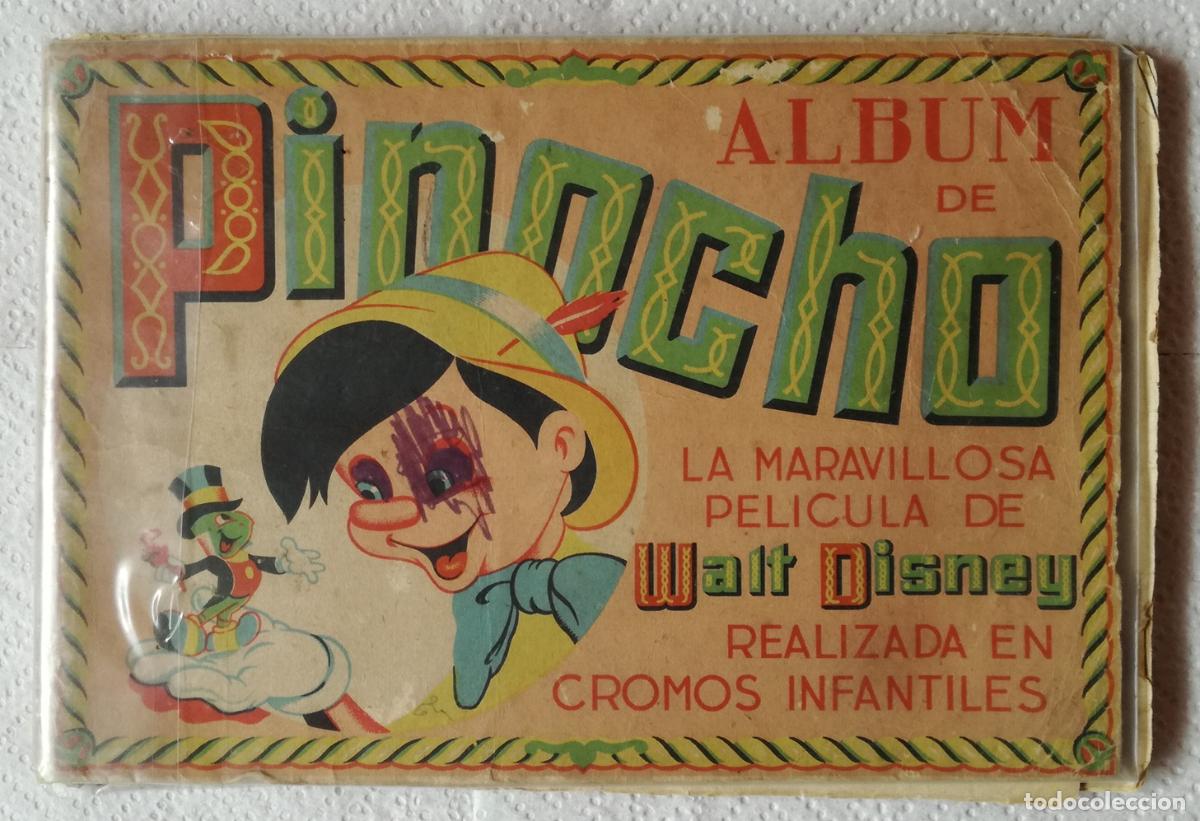 ALBUM
DE
Pinocho
LA MARAVILLOSA
PELICULA DE
Walt Disney
REALIZADA EN
CROMOS INFANTILES
todocoleccion